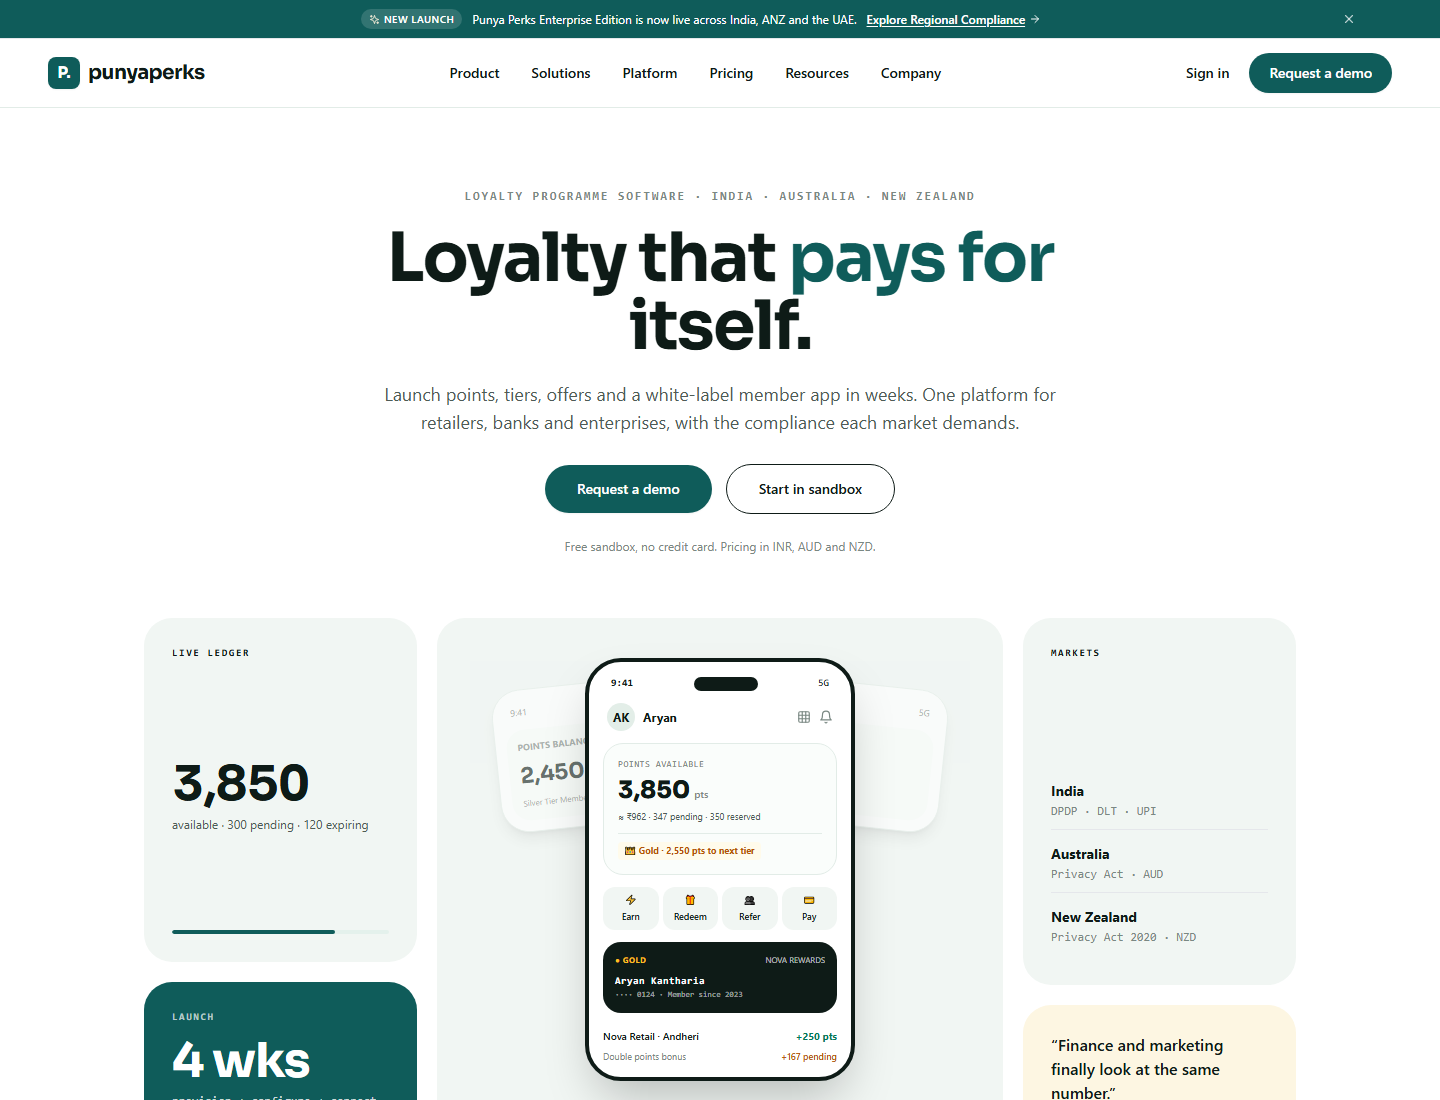 NEW LAUNCH Punya Perks Enterprise Edition is now live across India, ANZ and the UAE. Explore Regional Compliance →
P. punyaperks
Product Solutions Platform Pricing Resources Company
Sign in Request a demo
LOYALTY PROGRAMME SOFTWARE · INDIA · AUSTRALIA · NEW ZEALAND
Loyalty that pays for
itself.
Launch points, tiers, offers and a white-label member app in weeks. One platform for
retailers, banks and enterprises, with the compliance each market demands.
Request a demo Start in sandbox
Free sandbox, no credit card. Pricing in INR, AUD and NZD.
LIVE LEDGER
3,850
available · 300 pending · 120 expiring
LAUNCH
4 wks
9:41
POINTS BALANC
2,450
Silver Tier Membe
9:41 5G
AK Aryan
POINTS AVAILABLE
3,850 pts
≈ ₹962 · 347 pending · 350 reserved
Gold · 2,550 pts to next tier
Earn Redeem Refer Pay
● GOLD NOVA REWARDS
Aryan Kantharia
···· 0124 · Member since 2023
Nova Retail · Andheri +250 pts
Double points bonus +167 pending
5G
MARKETS
India
DPDP · DLT · UPI
Australia
Privacy Act · AUD
New Zealand
Privacy Act 2020 · NZD
“Finance and marketing
finally look at the same
number.”